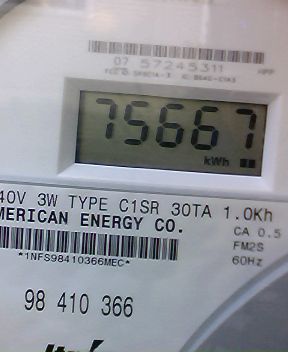 07 57245311
75667
kWh
40V 3W TYPE C1SR 30TA 1.0Kh
MERICAN ENERGY CO.
CA 0.5
FM2S
*1NFS98410366MEC*
60Hz
98 410 366